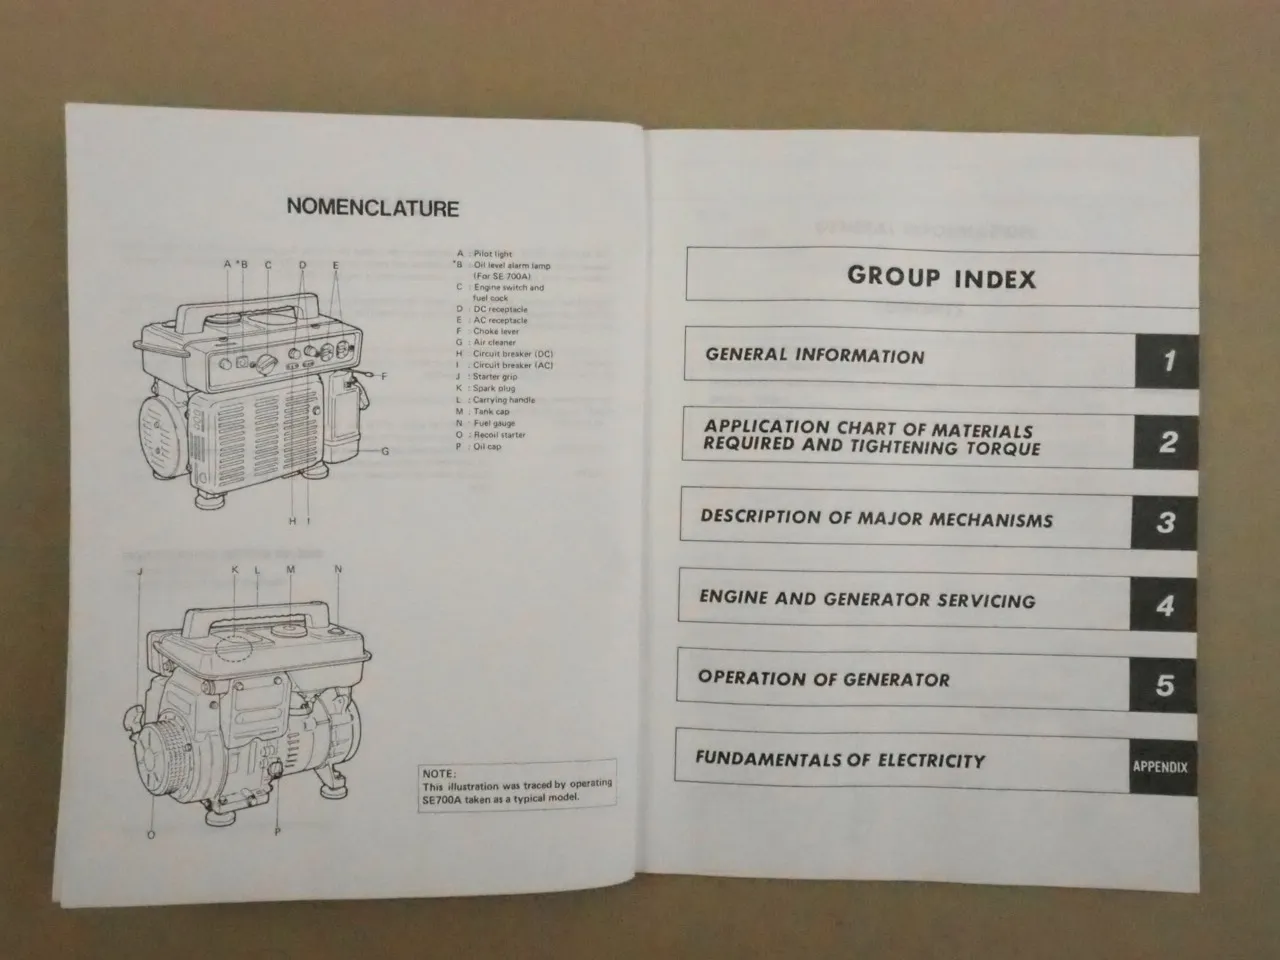 NOMENCLATURE
A *B C D E
A : Pilot light
*B : Oil level alarm lamp
(For SE 700A)
C : Engine switch and
fuel cock
D : DC receptacle
E : AC receptacle
F : Choke lever
G : Air cleaner
H : Circuit breaker (DC)
I : Circuit breaker (AC)
J : Starter grip
K : Spark plug
L : Carrying handle
M : Tank cap
N : Fuel gauge
O : Recoil starter
P : Oil cap
F
G
H I
J K L M N
O P
NOTE:
This illustration was traced by operating
SE700A taken as a typical model.
GROUP INDEX
GENERAL INFORMATION 1
APPLICATION CHART OF MATERIALS
REQUIRED AND TIGHTENING TORQUE 2
DESCRIPTION OF MAJOR MECHANISMS 3
ENGINE AND GENERATOR SERVICING 4
OPERATION OF GENERATOR 5
FUNDAMENTALS OF ELECTRICITY APPENDIX